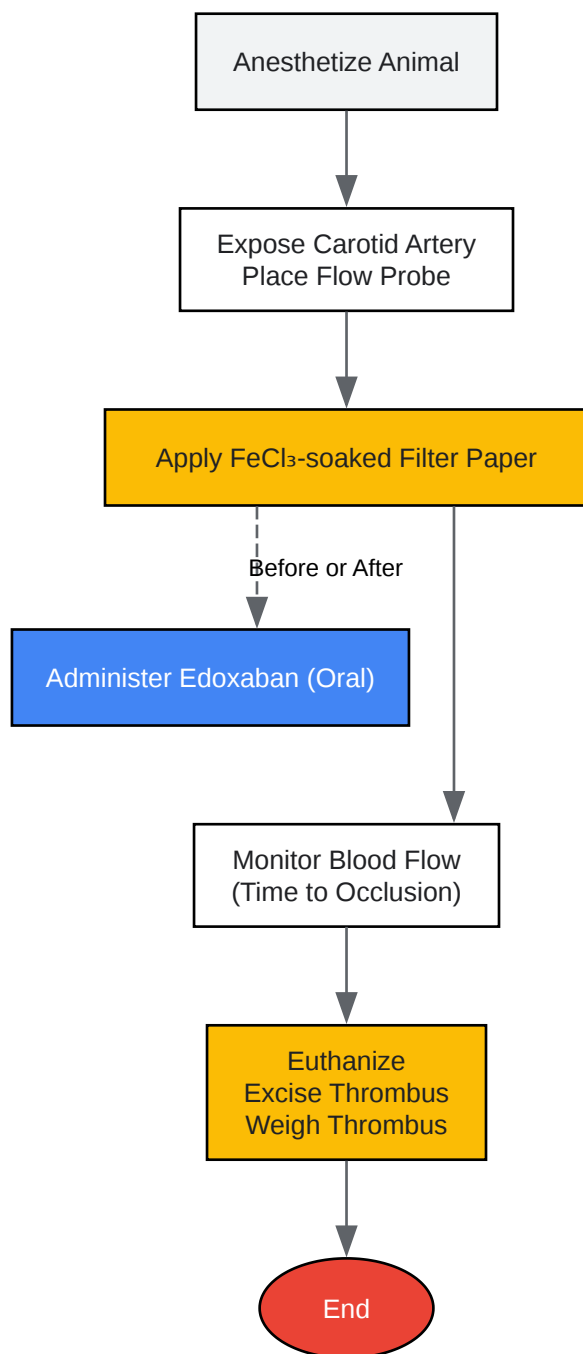 Anesthetize Animal
Expose Carotid Artery
Place Flow Probe
Apply FeCl₃-soaked Filter Paper
Before or After
Administer Edoxaban (Oral)
Monitor Blood Flow
(Time to Occlusion)
Euthanize
Excise Thrombus
Weigh Thrombus
End